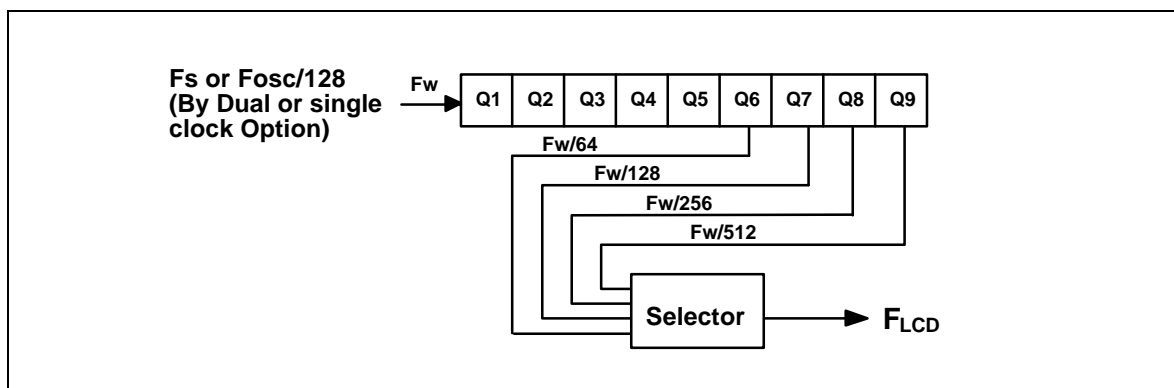 Fs or Fosc/128
(By Dual or single
clock Option)
Fw
Q1 Q2 Q3 Q4 Q5 Q6 Q7 Q8 Q9
Fw/64
Fw/128
Fw/256
Fw/512
Selector
FLCD